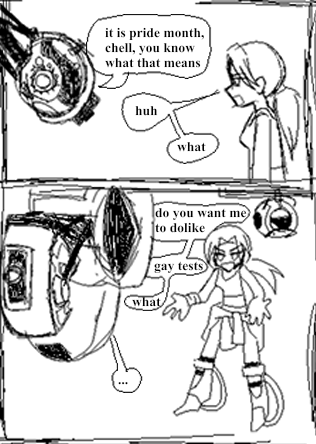 it is pride month,
chell, you know
what that means
huh
what
do you want me
to dolike
gay tests
what
...